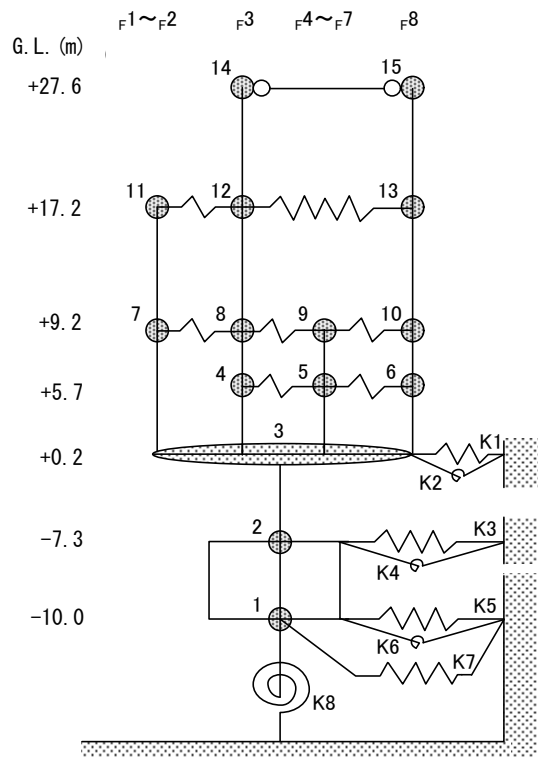 F1～F2 F3 F4～F7 F8
G.L.(m)
+27.6 14 15
+17.2 11 12 13
+9.2 7 8 9 10
+5.7 4 5 6
+0.2 3 K1
K2
-7.3 2 K3
K4
-10.0 1 K5
K6
K7
K8